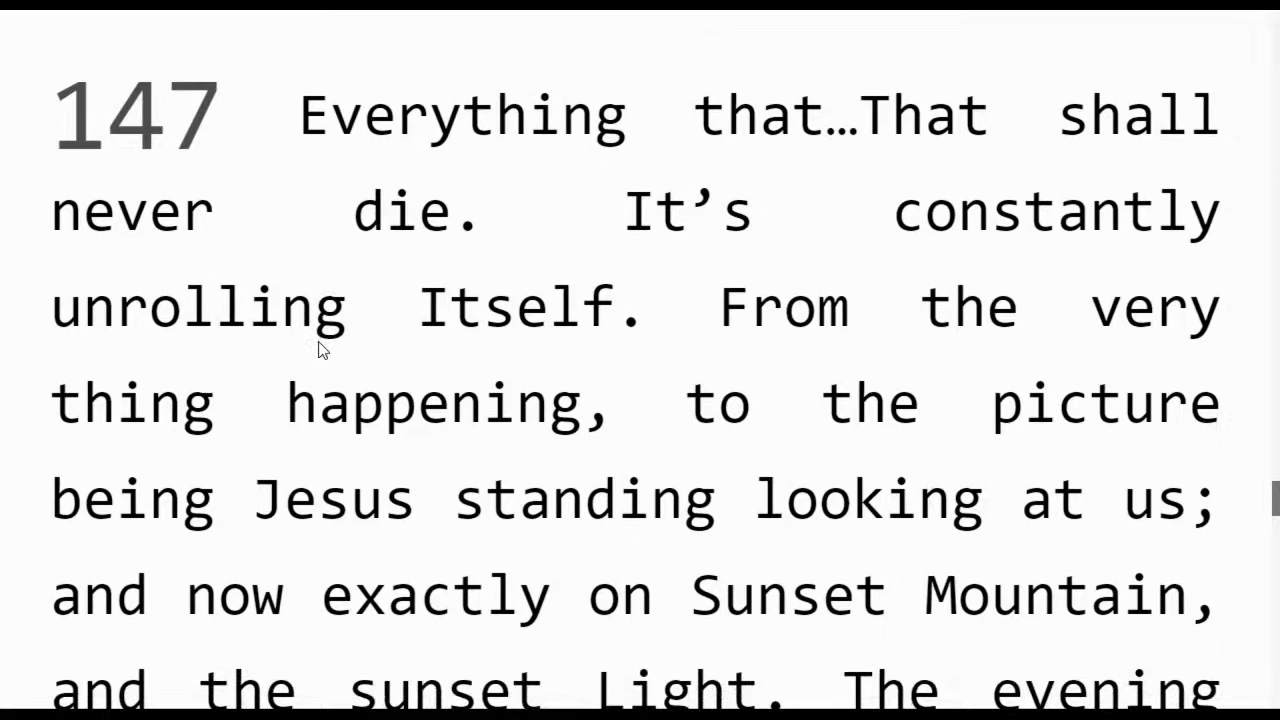 147 Everything that…That shall
never die. It’s constantly
unrolling Itself. From the very
thing happening, to the picture
being Jesus standing looking at us;
and now exactly on Sunset Mountain,
and the sunset Light. The evening